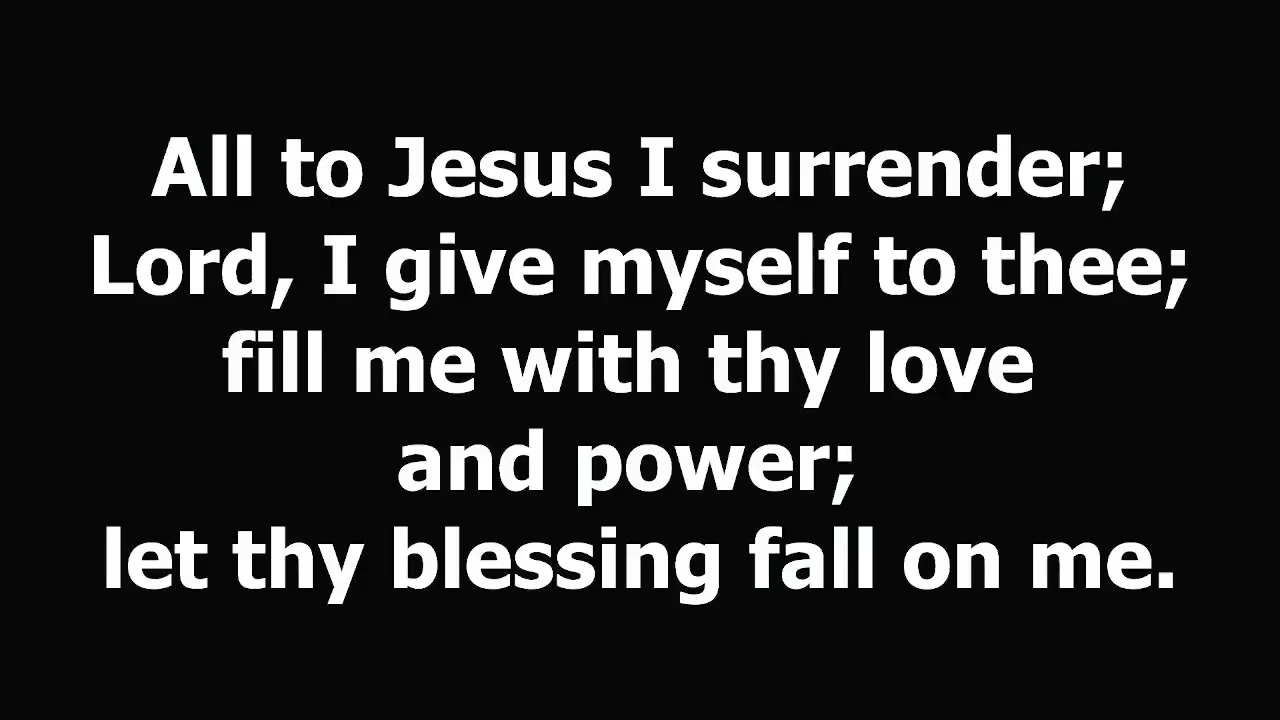 All to Jesus I surrender;
Lord, I give myself to thee;
fill me with thy love
and power;
let thy blessing fall on me.